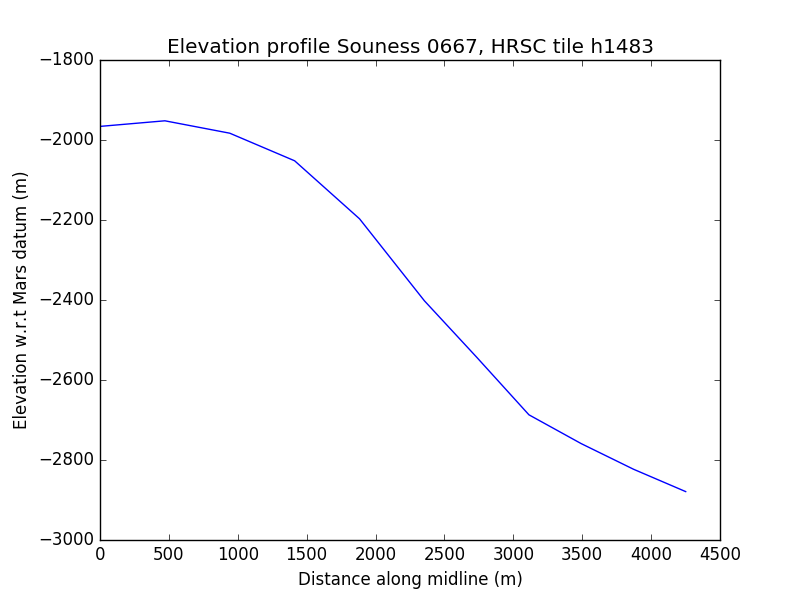 Elevation profile Souness 0667, HRSC tile h1483
Elevation w.r.t Mars datum (m)
−1800
−2000
−2200
−2400
−2600
−2800
−3000
0 500 1000 1500 2000 2500 3000 3500 4000 4500
Distance along midline (m)